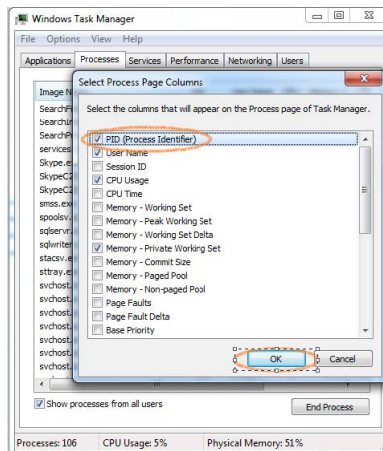 Windows Task Manager
File Options View Help
Applications Processes Services Performance Networking Users
Select Process Page Columns
Image N
Select the columns that will appear on the Process page of Task Manager.
SearchFi
SearchIn
SearchPr
services
Skype.e
SkypeC2
SkypeC2
smss.ex
spoolsv.
sqlservr.
sqlwriter
stacsv.e
sttray.e
svchost.
svchost.
svchost.
svchost.
svchost.
svchost.
PID (Process Identifier)
User Name
Session ID
CPU Usage
CPU Time
Memory - Working Set
Memory - Peak Working Set
Memory - Working Set Delta
Memory - Private Working Set
Memory - Commit Size
Memory - Paged Pool
Memory - Non-paged Pool
Page Faults
Page Fault Delta
Base Priority
OK Cancel
Show processes from all users
End Process
Processes: 106 CPU Usage: 5% Physical Memory: 51%